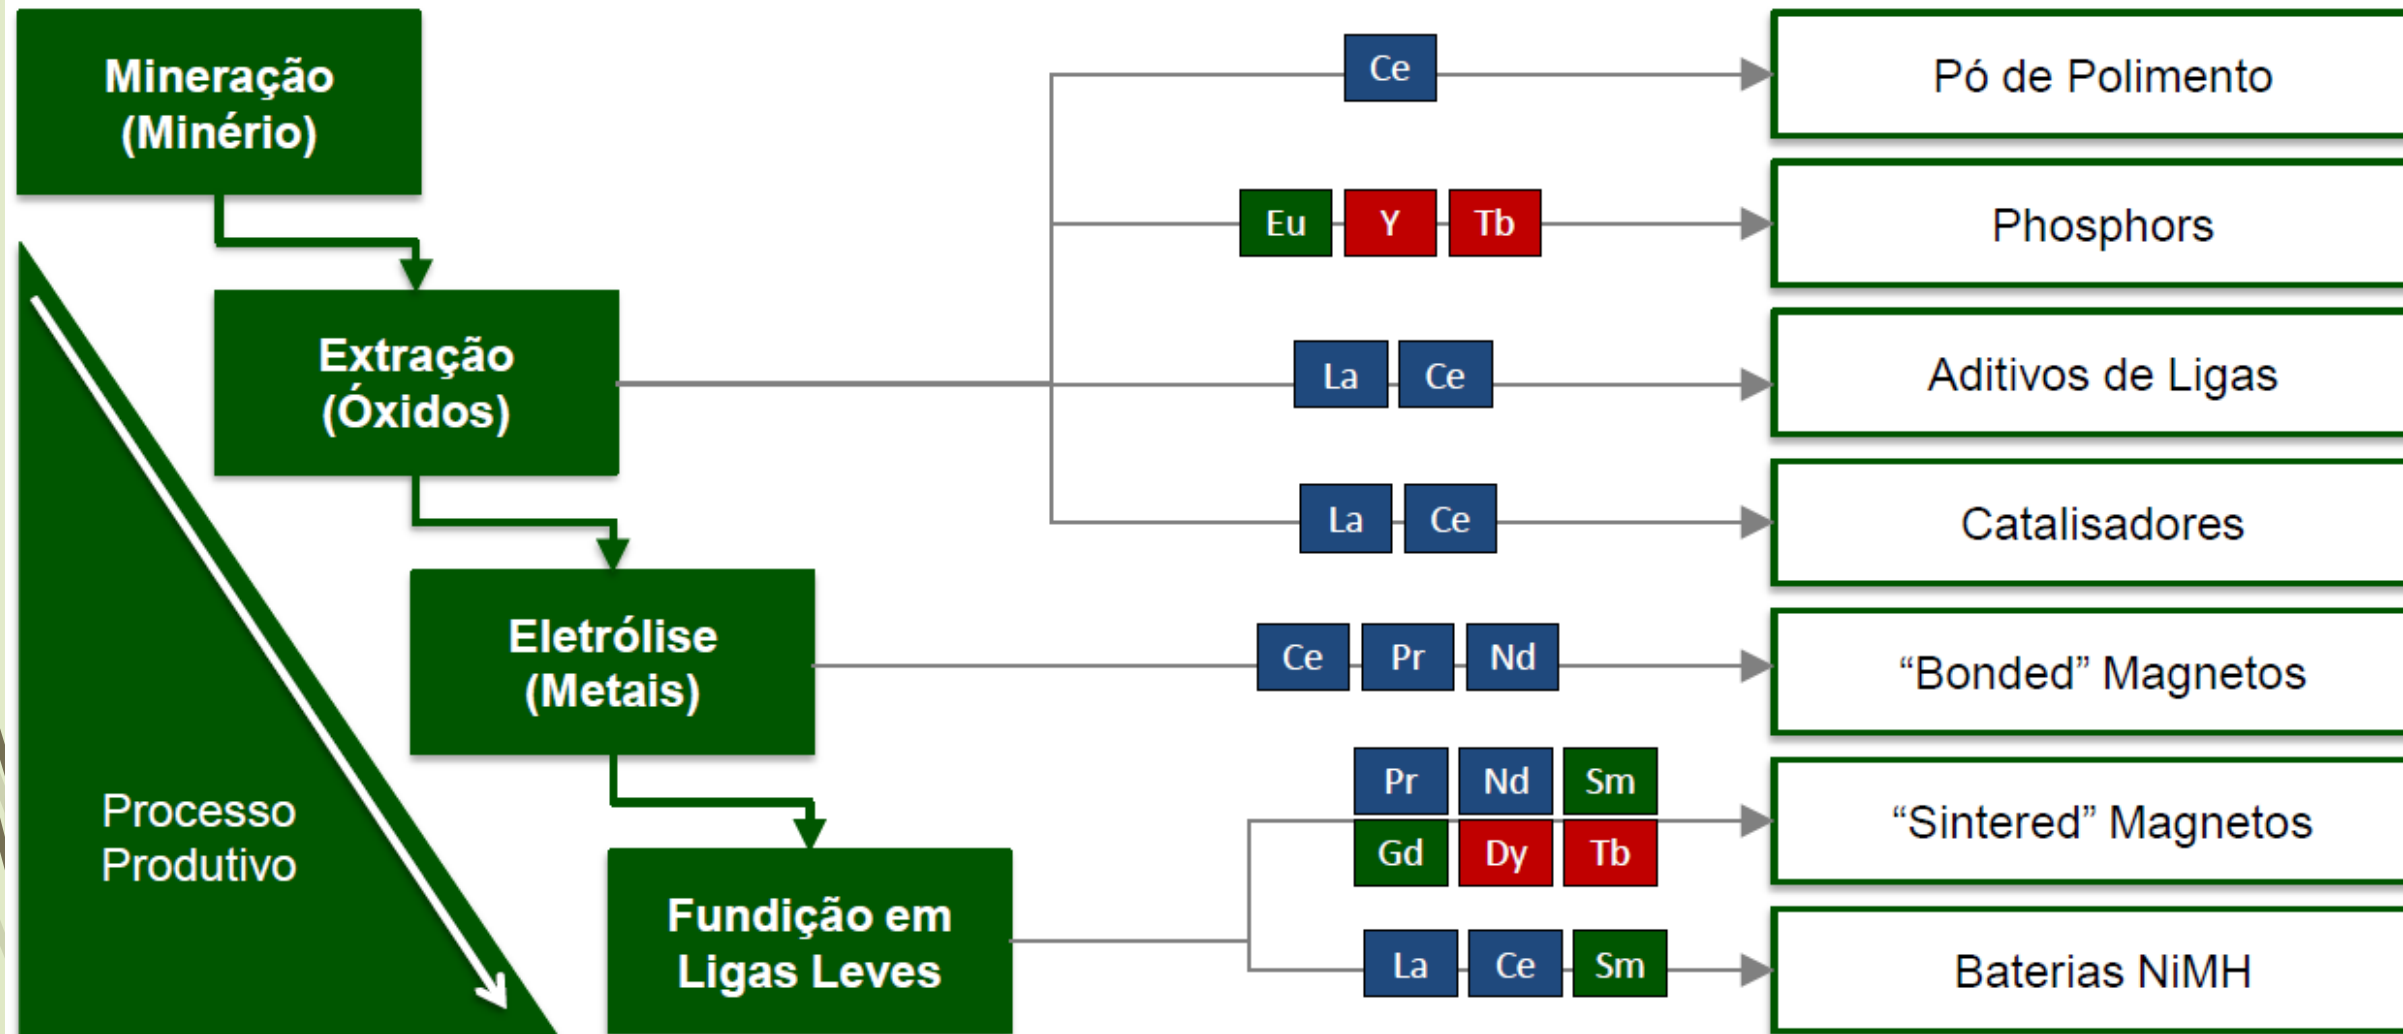 Mineração
(Minério)
Ce
Pó de Polimento
Eu Y Tb
Phosphors
Extração
(Óxidos)
La Ce
Aditivos de Ligas
La Ce
Catalisadores
Eletrólise
(Metais)
Ce Pr Nd
“Bonded” Magnetos
Pr Nd Sm
Gd Dy Tb
“Sintered” Magnetos
Processo
Produtivo
Fundição em
Ligas Leves
La Ce Sm
Baterias NiMH